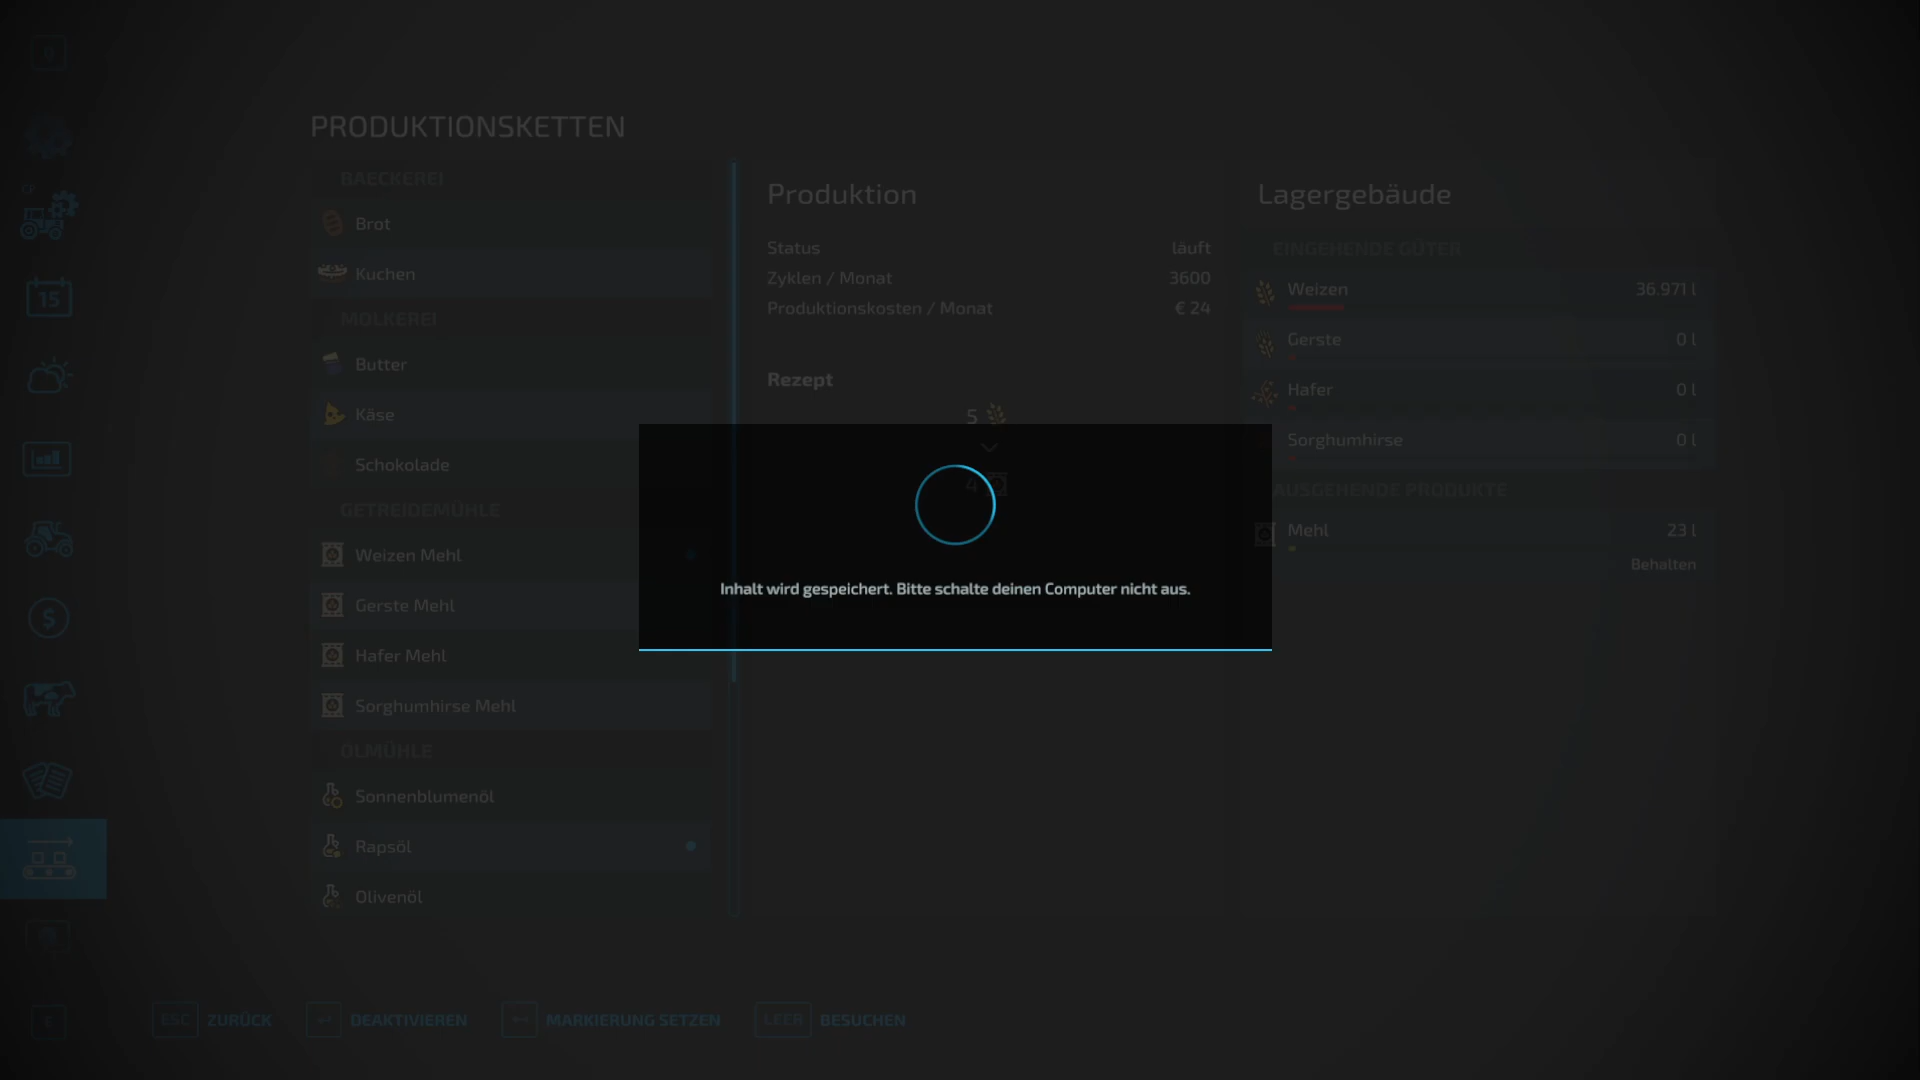 PRODUKTIONSKETTEN
BAECKEREI
Brot
Kuchen
MOLKEREI
Butter
Käse
Schokolade
GETREIDEMÜHLE
Weizen Mehl
Gerste Mehl
Hafer Mehl
Sorghumhirse Mehl
ÖLMÜHLE
Sonnenblumenöl
Rapsöl
Olivenöl
Produktion
Status läuft
Zyklen / Monat 3600
Produktionskosten / Monat € 24
Rezept
5
4
Inhalt wird gespeichert. Bitte schalte deinen Computer nicht aus.
Lagergebäude
EINGEHENDE GÜTER
Weizen 36.971 l
Gerste 0 l
Hafer 0 l
Sorghumhirse 0 l
AUSGEHENDE PRODUKTE
Mehl 23 l
Behalten
CP
15
$
E
ESC ZURÜCK DEAKTIVIEREN MARKIERUNG SETZEN LEER BESUCHEN